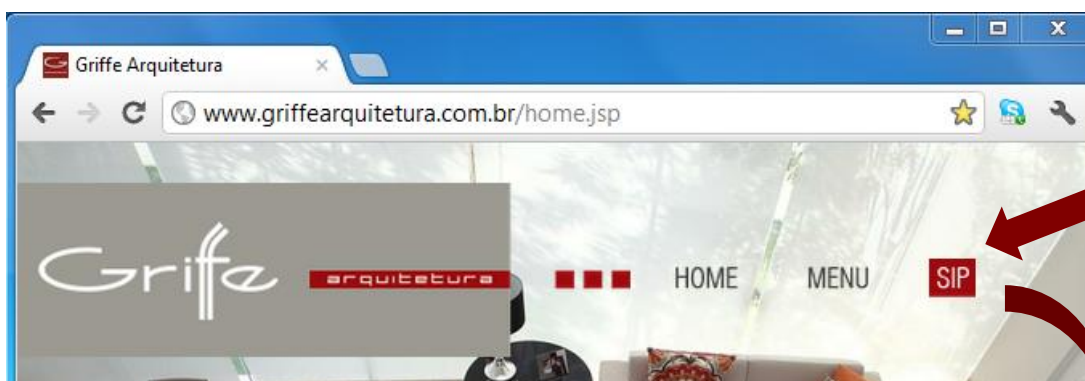 Griffe Arquitetura
www.griffearquitetura.com.br/home.jsp
Griffe arquitetura HOME MENU SIP